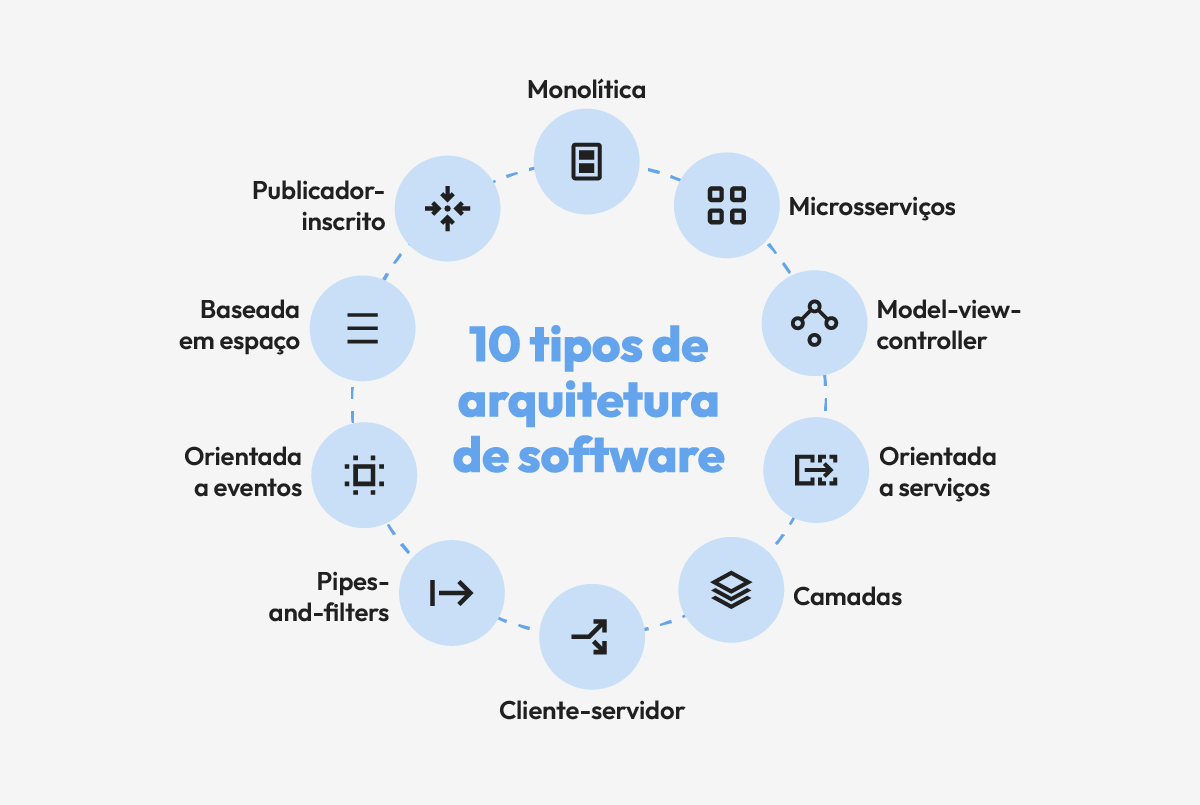 Monolítica
Microsserviços
Model-view-
controller
Orientada
a serviços
Camadas
Cliente-servidor
Pipes-
and-filters
Orientada
a eventos
Baseada
em espaço
Publicador-
inscrito
10 tipos de
arquitetura
de software